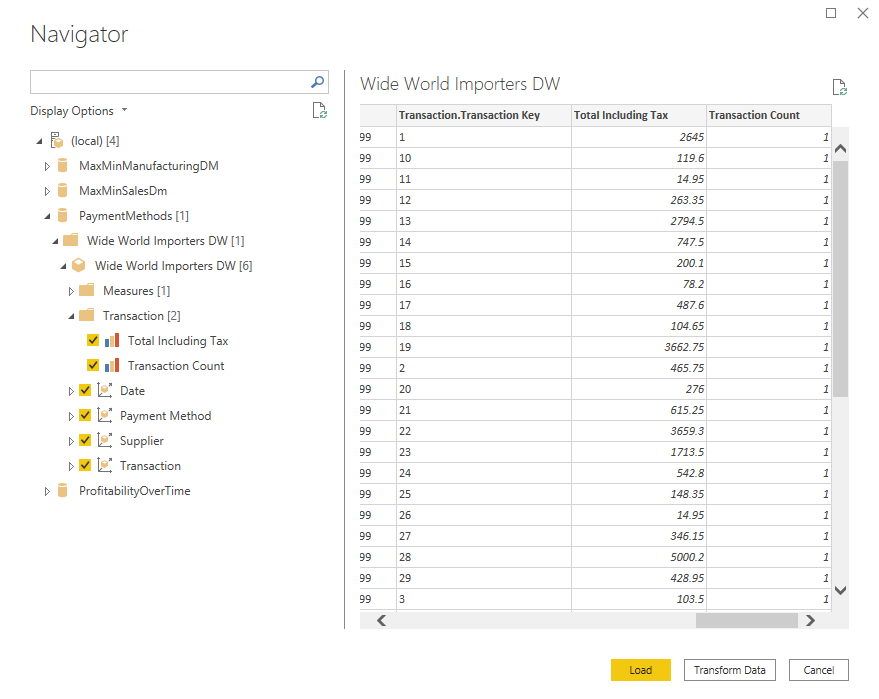 Navigator
Display Options
(local) [4]
MaxMinManufacturingDM
MaxMinSalesDm
PaymentMethods [1]
Wide World Importers DW [1]
Wide World Importers DW [6]
Measures [1]
Transaction [2]
Total Including Tax
Transaction Count
Date
Payment Method
Supplier
Transaction
ProfitabilityOverTime
Wide World Importers DW
Transaction.Transaction Key Total Including Tax Transaction Count
99 1 2645 1
99 10 119.6 1
99 11 14.95 1
99 12 263.35 1
99 13 2794.5 1
99 14 747.5 1
99 15 200.1 1
99 16 78.2 1
99 17 487.6 1
99 18 104.65 1
99 19 3662.75 1
99 2 465.75 1
99 20 276 1
99 21 615.25 1
99 22 3659.3 1
99 23 1713.5 1
99 24 542.8 1
99 25 148.35 1
99 26 14.95 1
99 27 346.15 1
99 28 5000.2 1
99 29 428.95 1
99 3 103.5 1
Load Transform Data Cancel